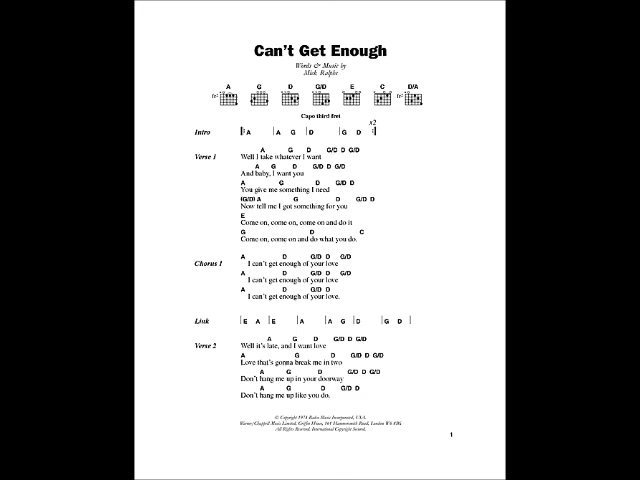 Can't Get Enough
Words & Music by
Mick Ralphs
A G D G/D E C D/A
fr² fr²
Capo third fret
x2
Intro A A G D G D
A G D G/D D G/D
Verse 1 Well I take whatever I want
A G D G/D D G/D
And baby, I want you
A G D G/D D
You give me something I need
(G/D) A G D G/D D
Now tell me I got something for you
E
Come on, come on, come on and do it
G D C
Come on, come on and do what you do.
A D G/D D G/D
Chorus 1 I can't get enough of your love
A D G/D D G/D
I can't get enough of your love
A D G/D D
I can't get enough of your love.
Link E A E A A G D G D
A G D G/D D G/D
Verse 2 Well it's late, and I want love
A G D G/D D G/D
Love that's gonna break me in two
A G D G/D D G/D
Don't hang me up in your doorway
A G D G/D D
Don't hang me up like you do.
© Copyright 1974 Badco Music Incorporated, USA.
Warner/Chappell Music Limited, Griffin House, 161 Hammersmith Road, London W6 8BS.
All Rights Reserved. International Copyright Secured.
1